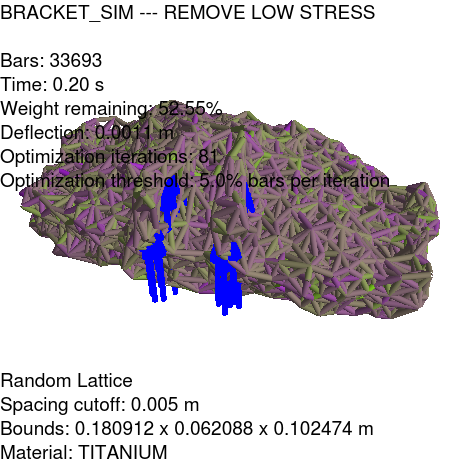 BRACKET_SIM --- REMOVE LOW STRESS
Bars: 33693
Time: 0.20 s
Weight remaining: 52.55%
Deflection: 0.0011 m
Optimization iterations: 81
Optimization threshold: 5.0% bars per iteration
Random Lattice
Spacing cutoff: 0.005 m
Bounds: 0.180912 x 0.062088 x 0.102474 m
Material: TITANIUM